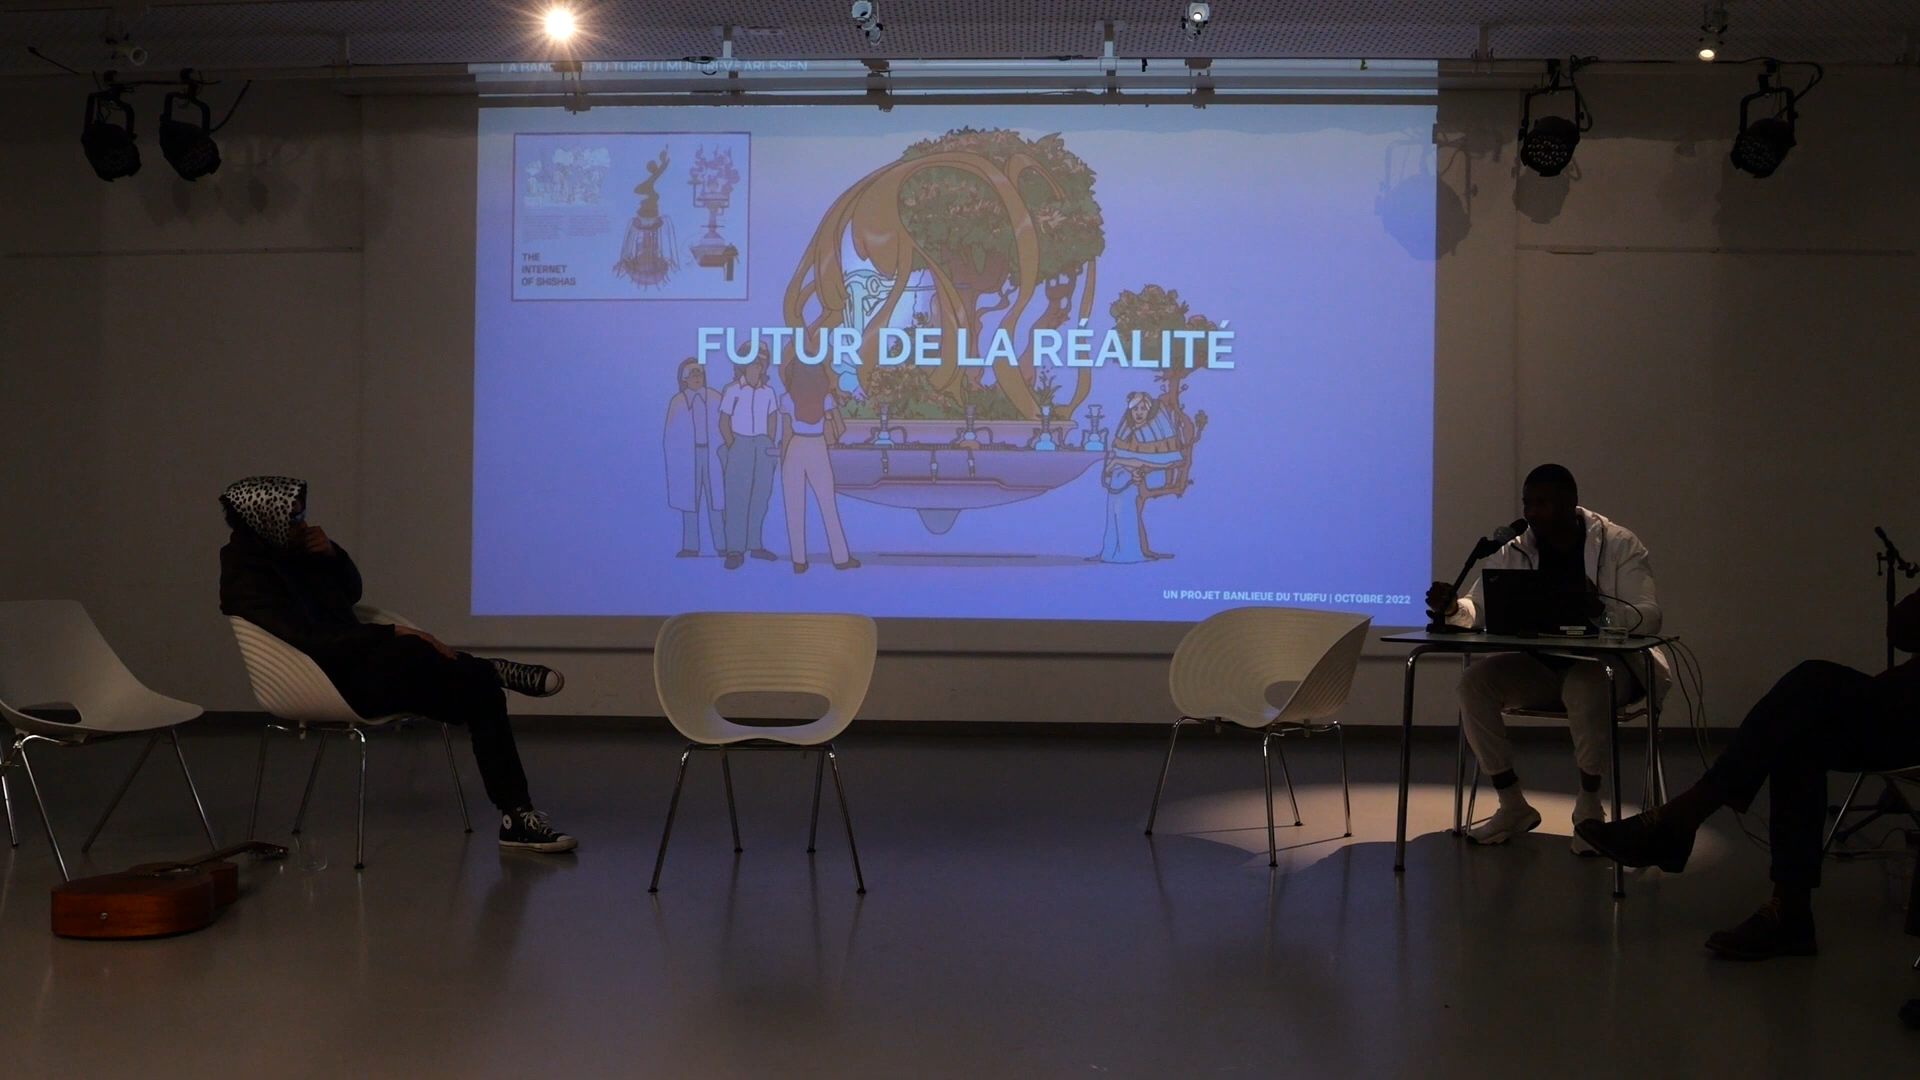 THE
INTERNET
OF SHISHAS
FUTUR DE LA RÉALITÉ
UN PROJET BANLIEUE DU TURFU | OCTOBRE 2022